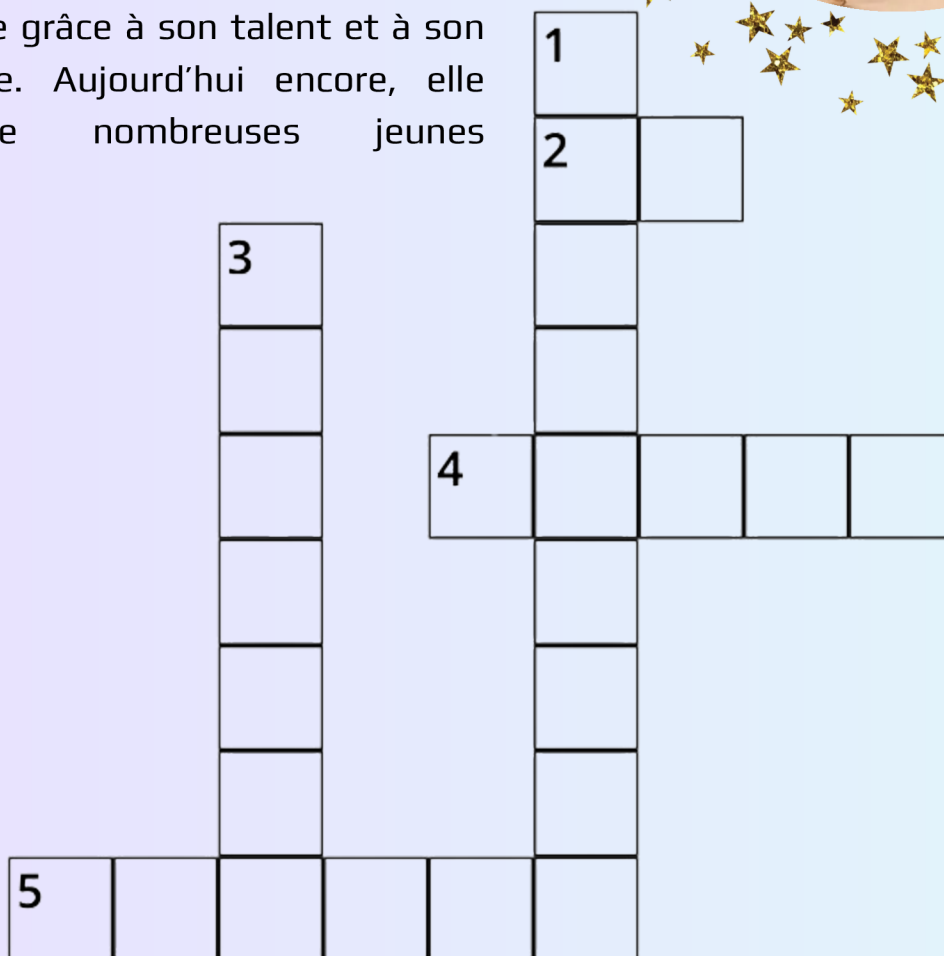 e grâce à son talent et à son
e. Aujourd'hui encore, elle
e nombreuses jeunes
1
2
3
4
5